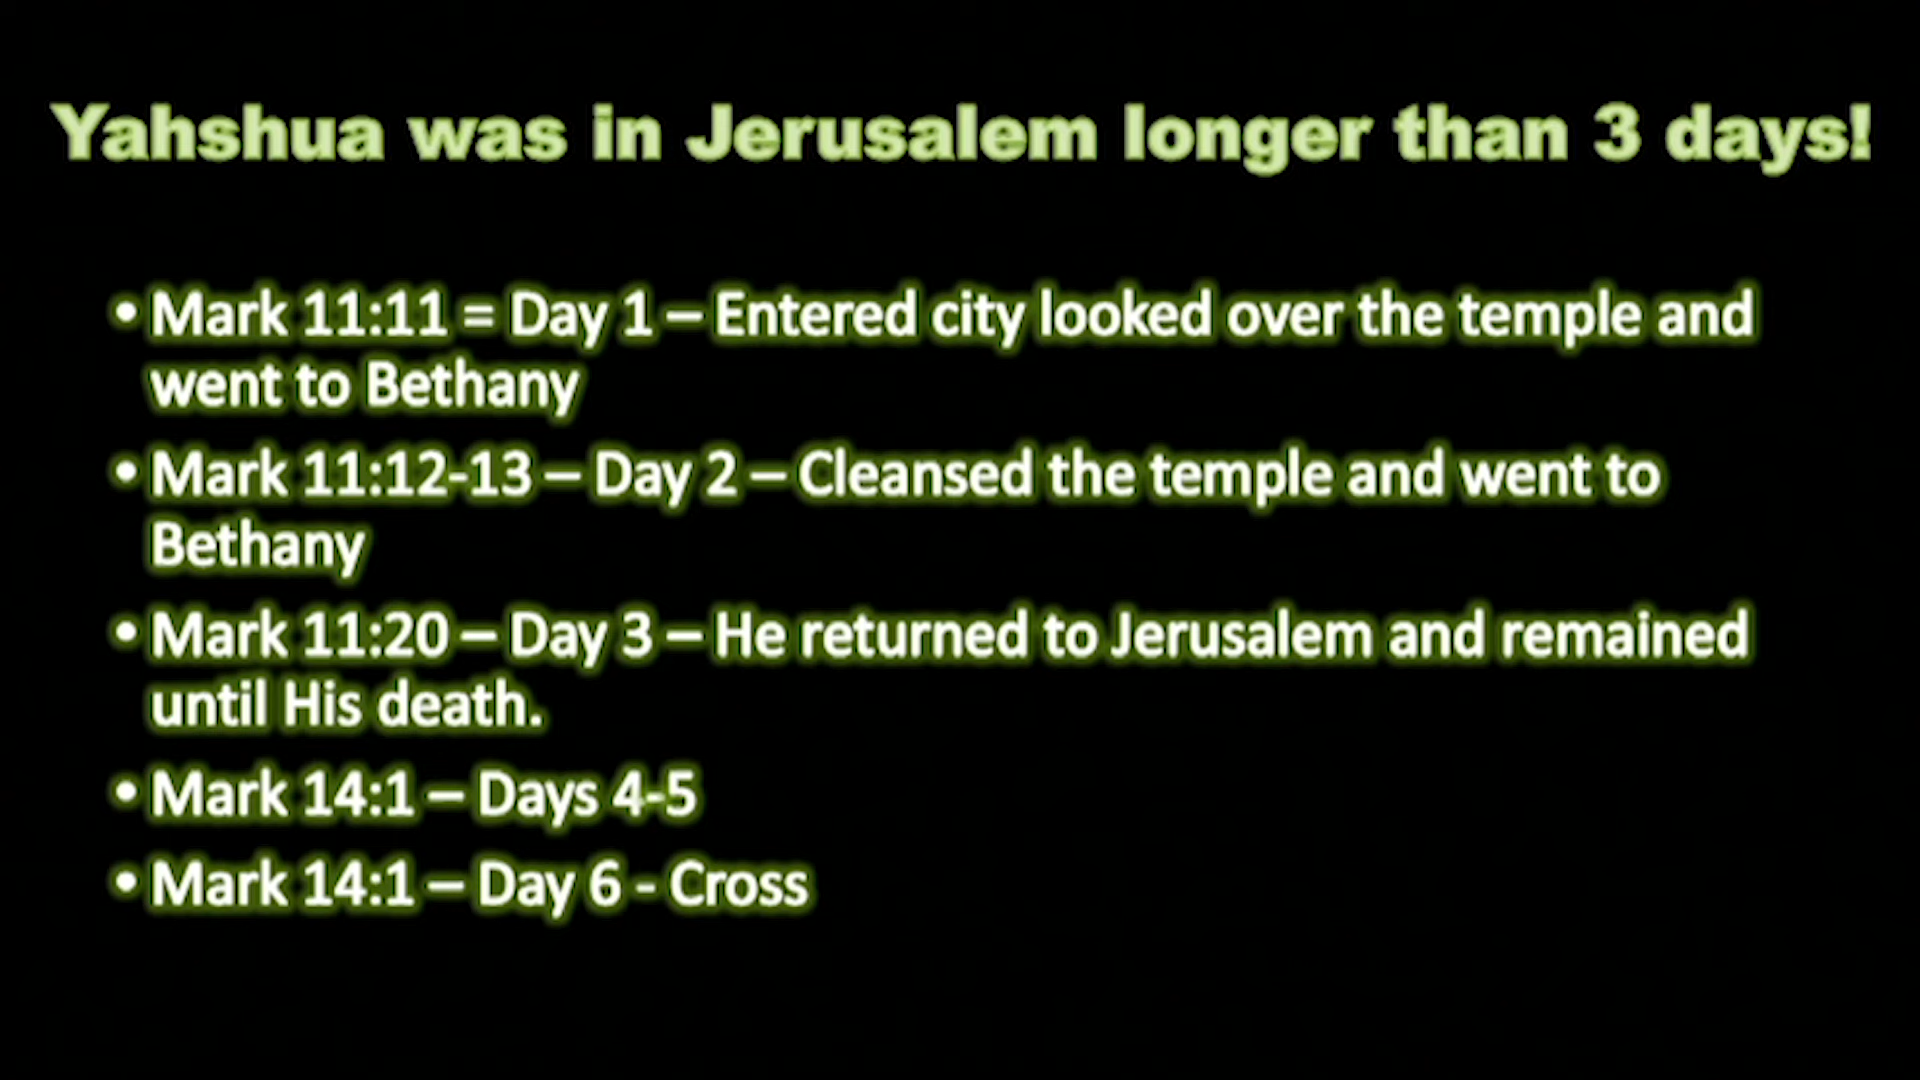 Yahshua was in Jerusalem longer than 3 days!
• Mark 11:11 = Day 1 – Entered city looked over the temple and
went to Bethany
• Mark 11:12-13 – Day 2 – Cleansed the temple and went to
Bethany
• Mark 11:20 – Day 3 – He returned to Jerusalem and remained
until His death.
• Mark 14:1 – Days 4-5
• Mark 14:1 – Day 6 - Cross